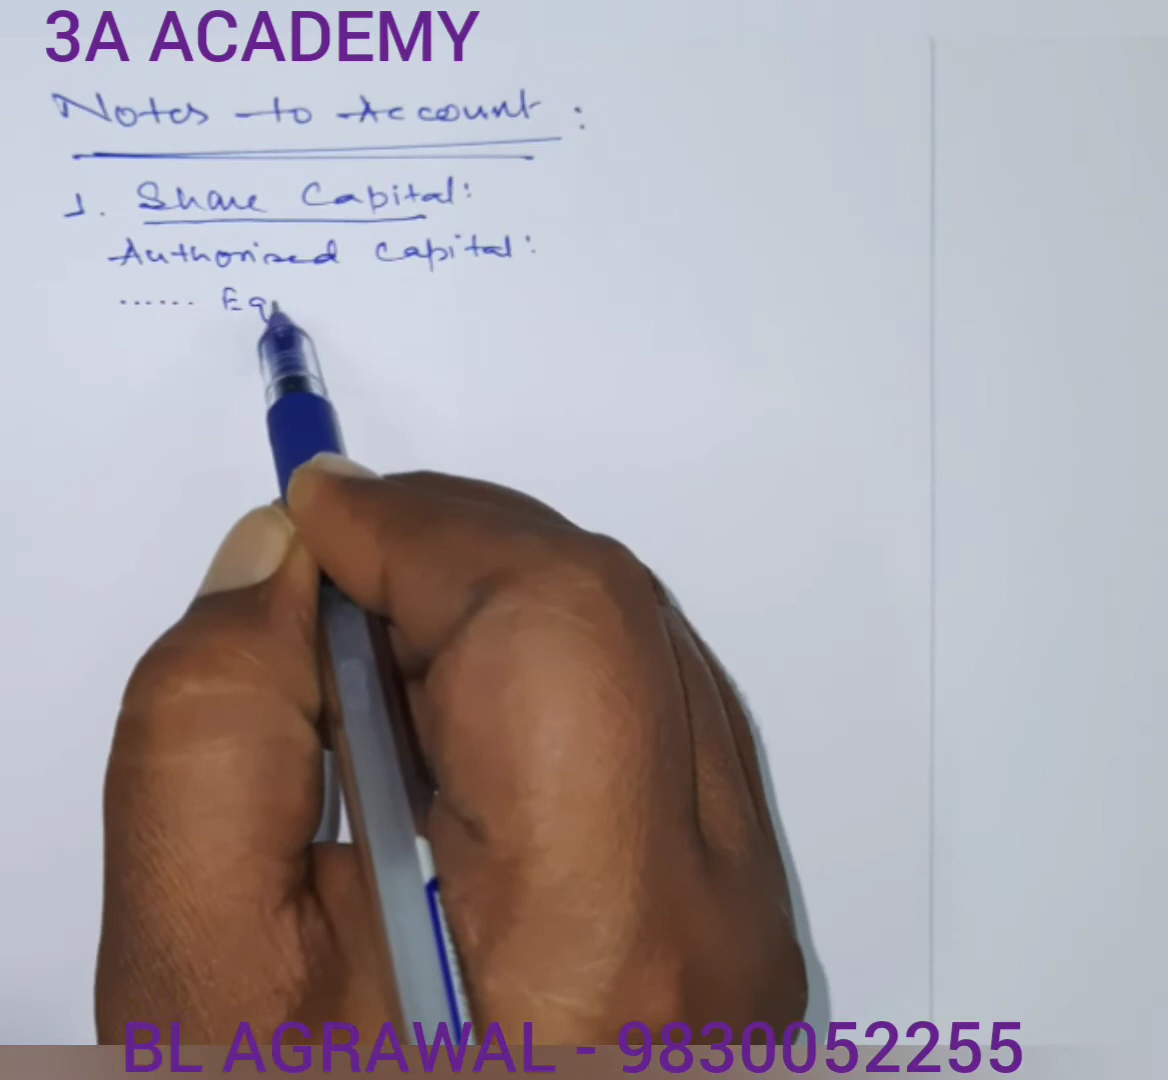 3A ACADEMY
Notes to Account :
1. Share Capital:
Authorised Capital:
...... Eq
BL AGRAWAL - 9830052255